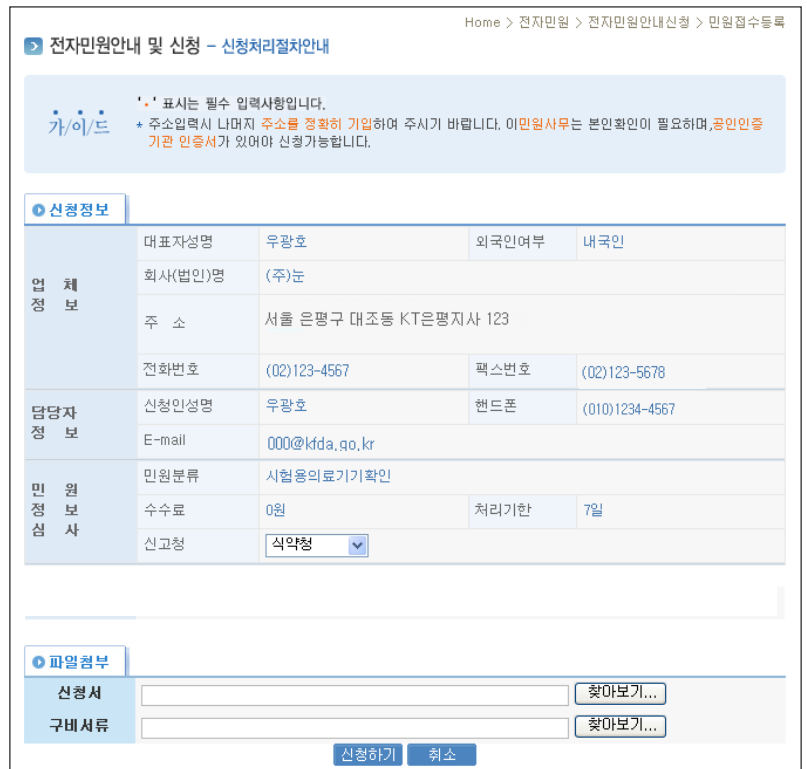 Home > 전자민원 > 전자민원안내신청 > 민원접수등록
전자민원안내 및 신청 - 신청처리절차안내
가/이/드
'•' 표시는 필수 입력사항입니다.
* 주소입력시 나머지 주소를 정확히 기입하여 주시기 바랍니다. 이민원사무는 본인확인이 필요하며,공인인증
기관 인증서가 있어야 신청가능합니다.
신청정보
업 체
정 보
대표자성명 우광호 외국인여부 내국인
회사(법인)명 (주)눈
주 소 서울 은평구 대조동 KT은평지사 123
전화번호 (02)123-4567 팩스번호 (02)123-5678
담당자
정 보
신청인성명 우광호 핸드폰 (010)1234-4567
E-mail 000@kfda.go.kr
민 원
정 보
심 사
민원분류 시험용의료기기확인
수수료 0원 처리기한 7일
신고청 식약청
파일첨부
신청서 찾아보기...
구비서류 찾아보기...
신청하기 취소